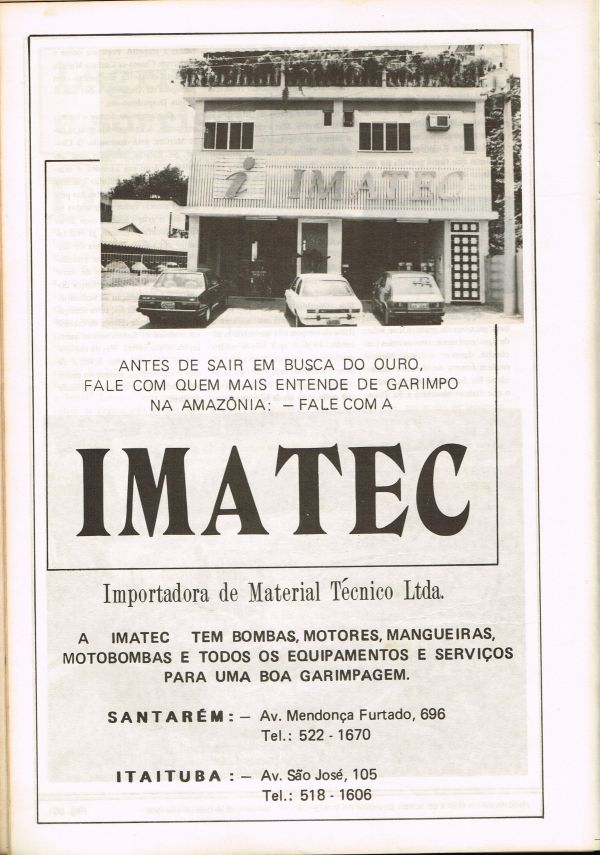 i IMATEC
ANTES DE SAIR EM BUSCA DO OURO,
FALE COM QUEM MAIS ENTENDE DE GARIMPO
NA AMAZÔNIA: — FALE COM A
IMATEC
Importadora de Material Técnico Ltda.
A IMATEC TEM BOMBAS, MOTORES, MANGUEIRAS,
MOTOBOMBAS E TODOS OS EQUIPAMENTOS E SERVIÇOS
PARA UMA BOA GARIMPAGEM.
SANTARÉM: — Av. Mendonça Furtado, 696
Tel.: 522 - 1670
ITAITUBA : — Av. São José, 105
Tel.: 518 - 1606